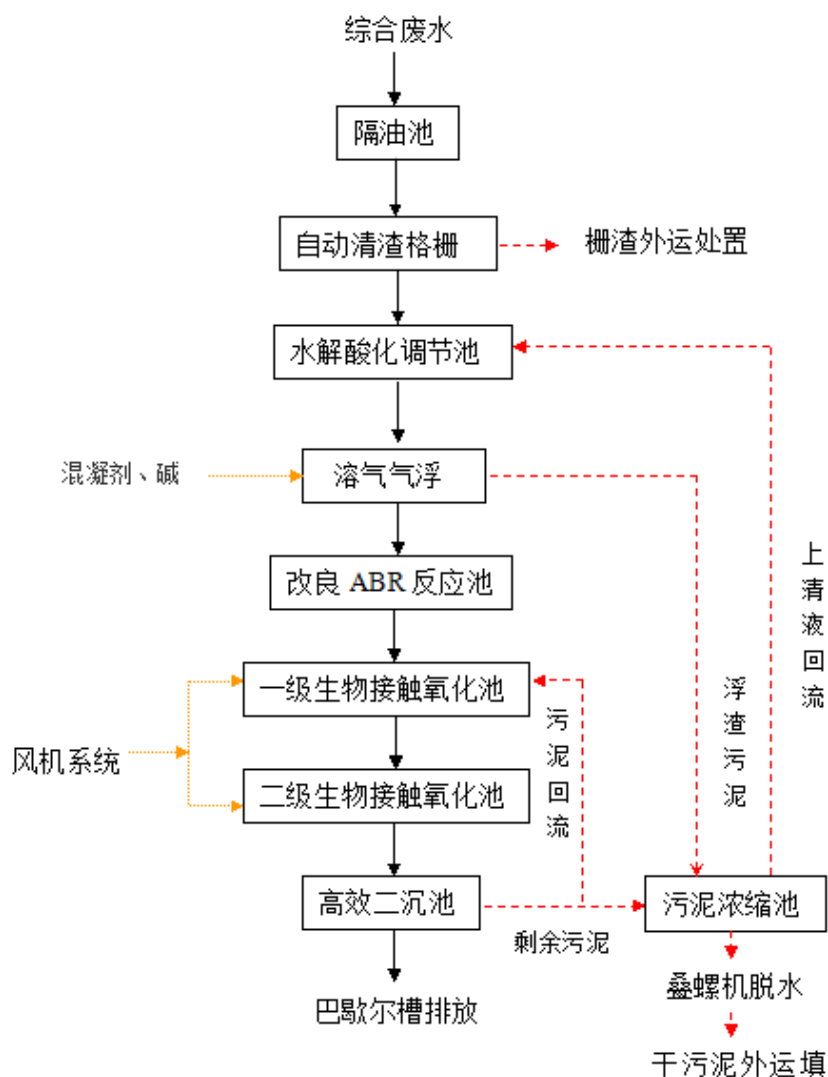 综合废水
隔油池
自动清渣格栅
栅渣外运处置
水解酸化调节池
混凝剂、碱
溶气气浮
改良 ABR 反应池
上清液回流
一级生物接触氧化池
污泥回流
浮渣污泥
风机系统
二级生物接触氧化池
高效二沉池
剩余污泥
污泥浓缩池
巴歇尔槽排放
叠螺机脱水
干污泥外运填